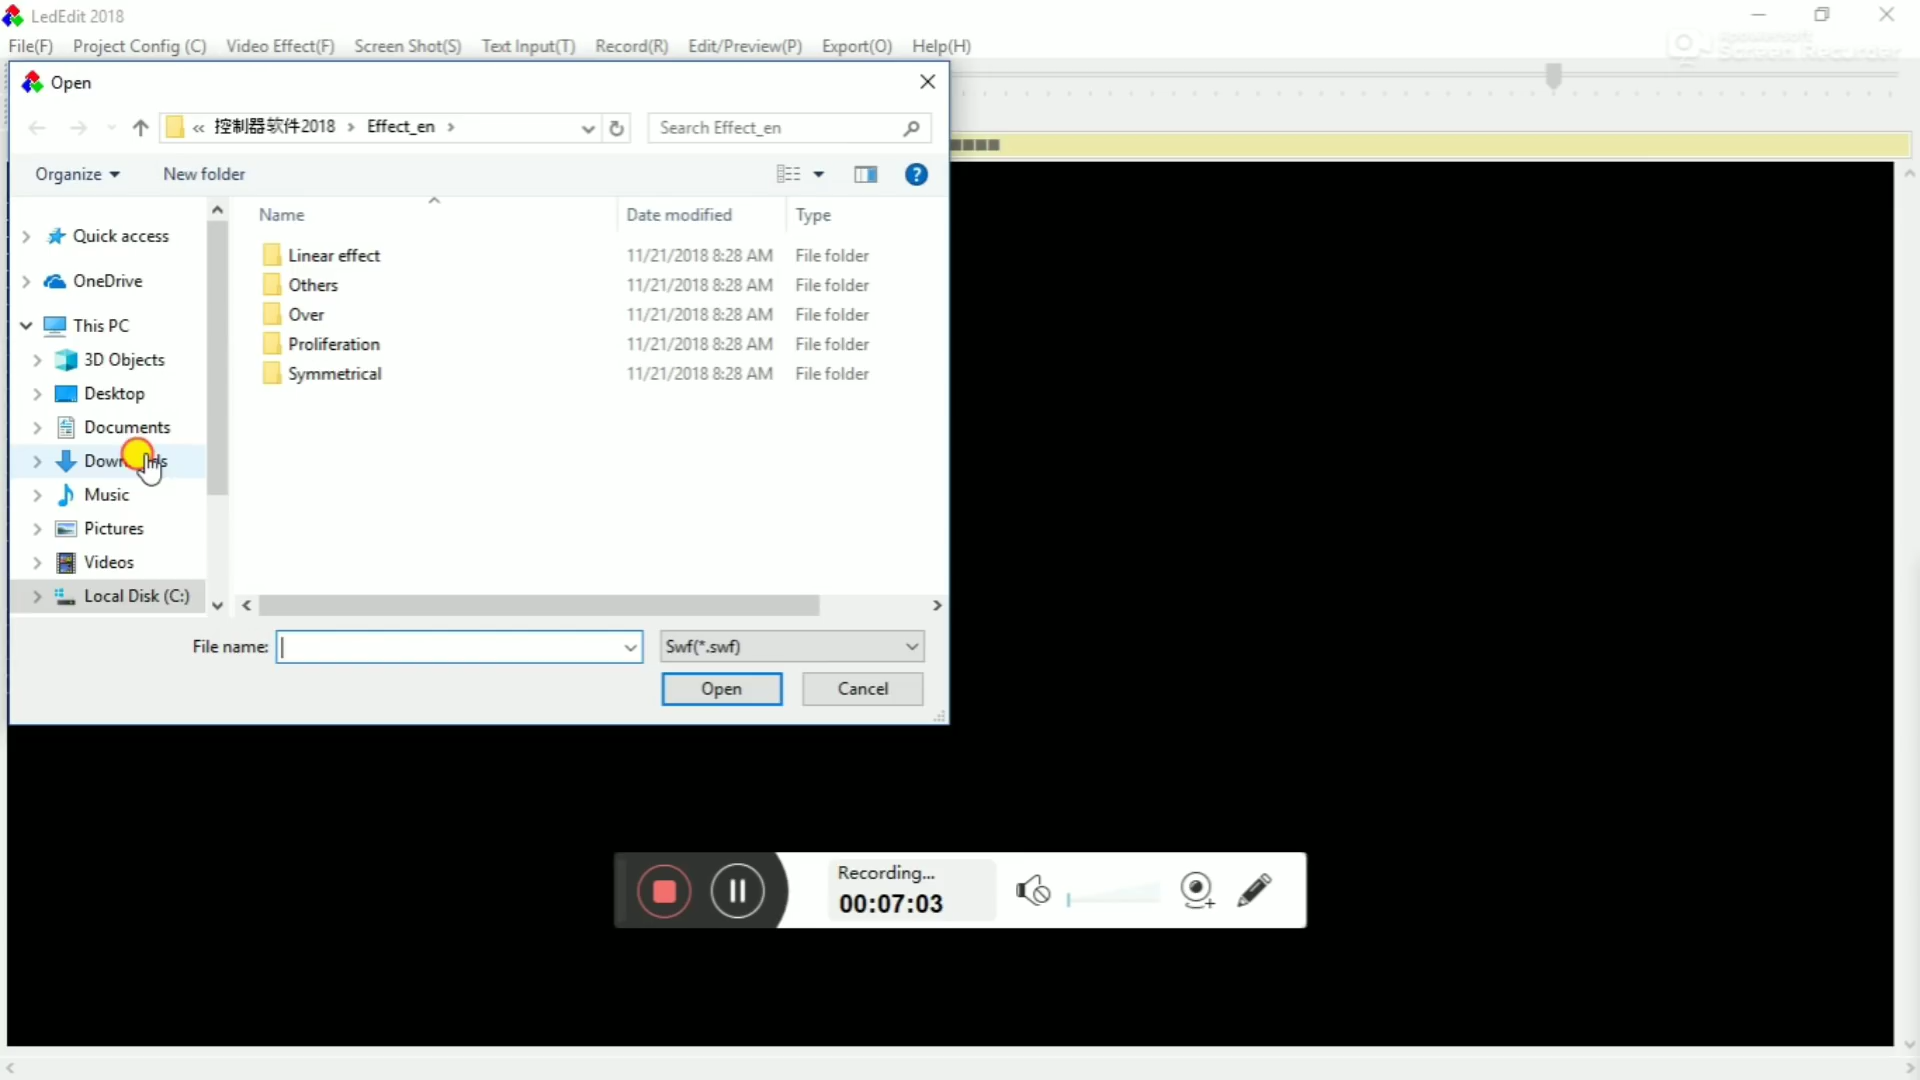 LedEdit 2018
File(F) Project Config (C) Video Effect(F) Screen Shot(S) Text Input(T) Record(R) Edit/Preview(P) Export(O) Help(H)
Apowersoft
Screen Recorder
Open
« 控制器软件2018 › Effect_en ›
Search Effect_en
Organize New folder
Name Date modified Type
Quick access
OneDrive
This PC
3D Objects
Desktop
Documents
Downloads
Music
Pictures
Videos
Local Disk (C:)
Linear effect 11/21/2018 8:28 AM File folder
Others 11/21/2018 8:28 AM File folder
Over 11/21/2018 8:28 AM File folder
Proliferation 11/21/2018 8:28 AM File folder
Symmetrical 11/21/2018 8:28 AM File folder
File name: Swf(*.swf)
Open Cancel
Recording...
00:07:03